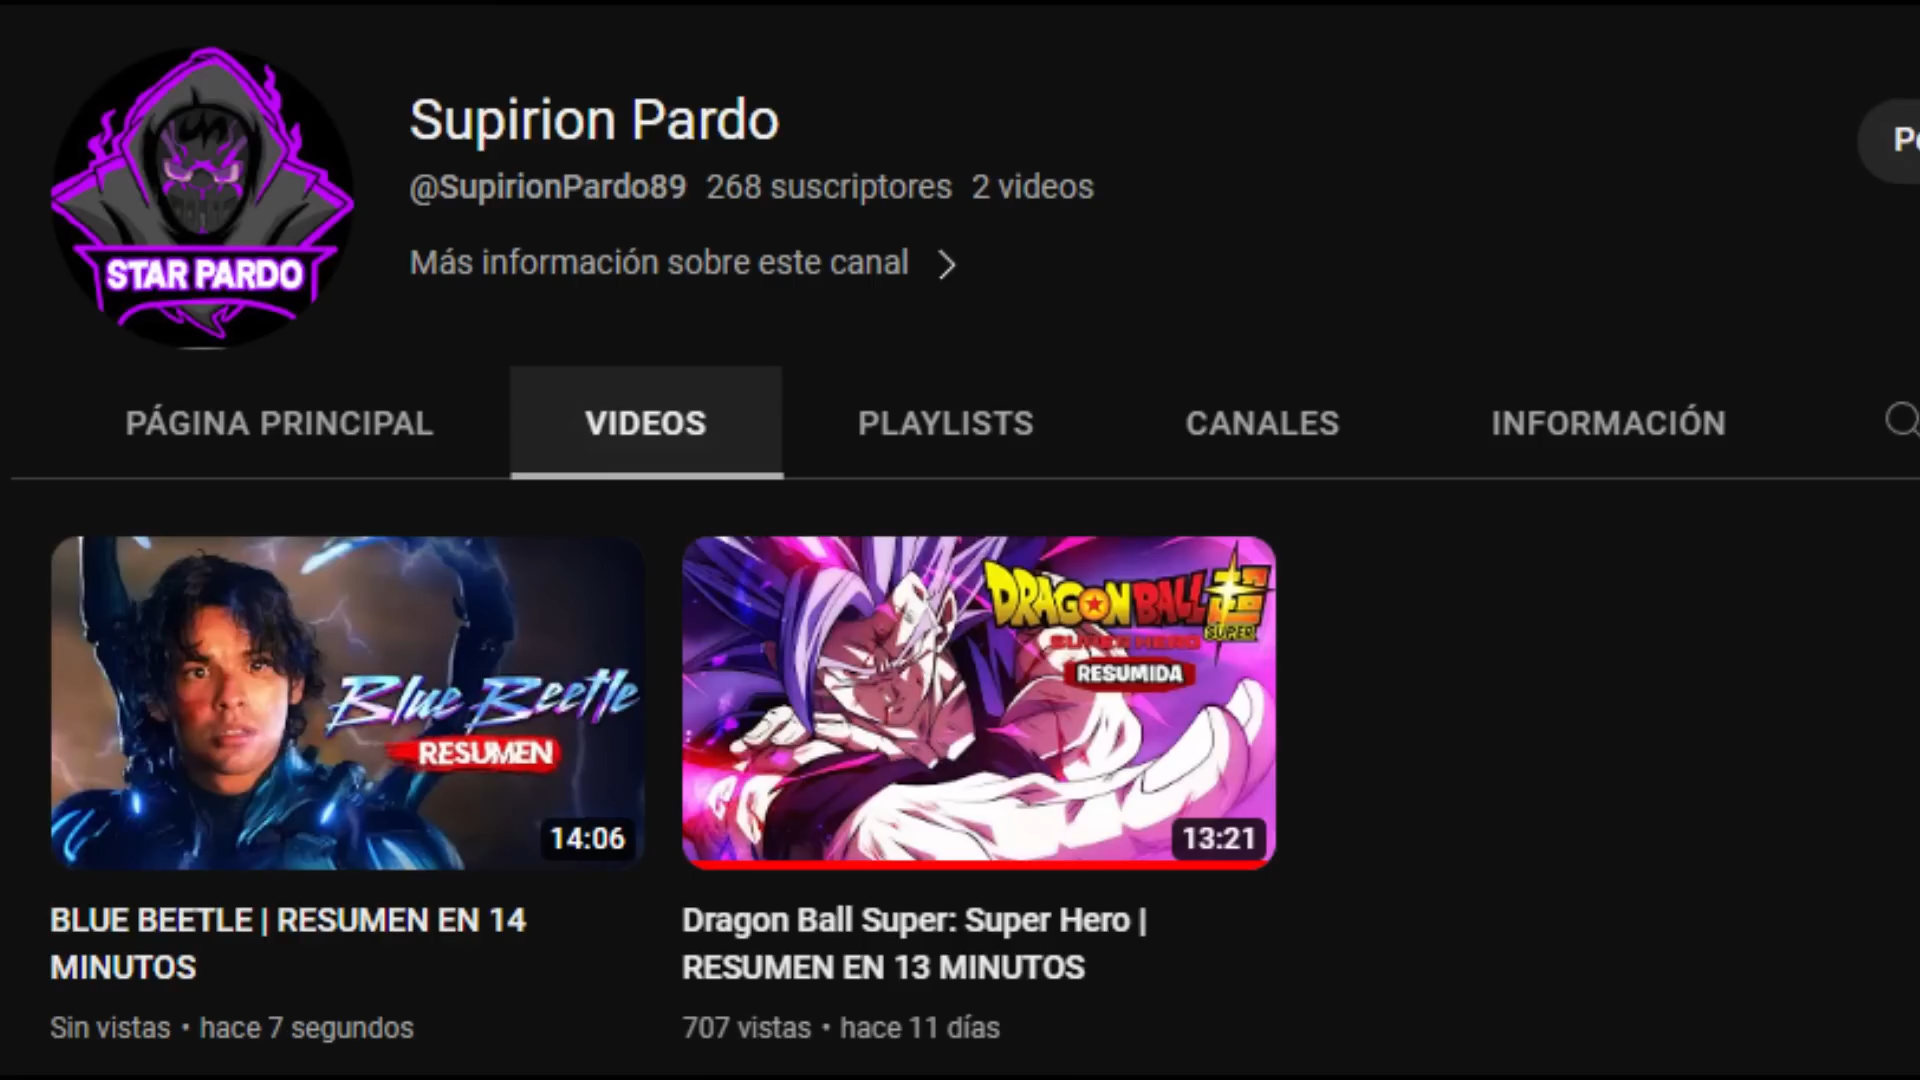 Supirion Pardo
@SupirionPardo89 268 suscriptores 2 videos
Más información sobre este canal
STAR PARDO
PÁGINA PRINCIPAL VIDEOS PLAYLISTS CANALES INFORMACIÓN
Blue Beetle
RESUMEN
14:06
DRAGON BALL
SUPER
SUPER HERO
RESUMIDA
13:21
BLUE BEETLE | RESUMEN EN 14
MINUTOS
Sin vistas • hace 7 segundos
Dragon Ball Super: Super Hero |
RESUMEN EN 13 MINUTOS
707 vistas • hace 11 días